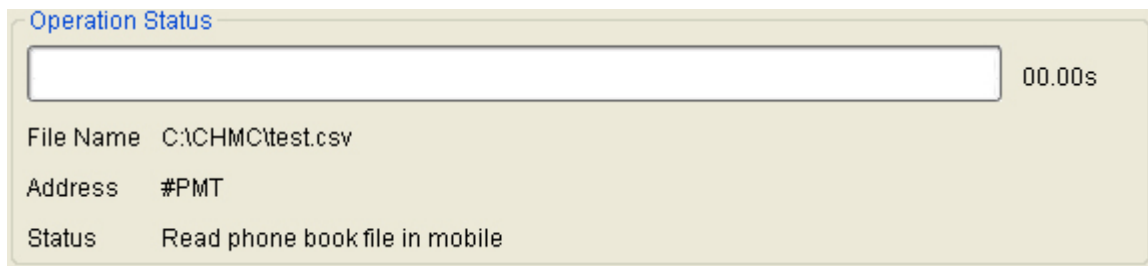 Operation Status
00.00s
File Name C:\CHMC\test.csv
Address #PMT
Status Read phone book file in mobile